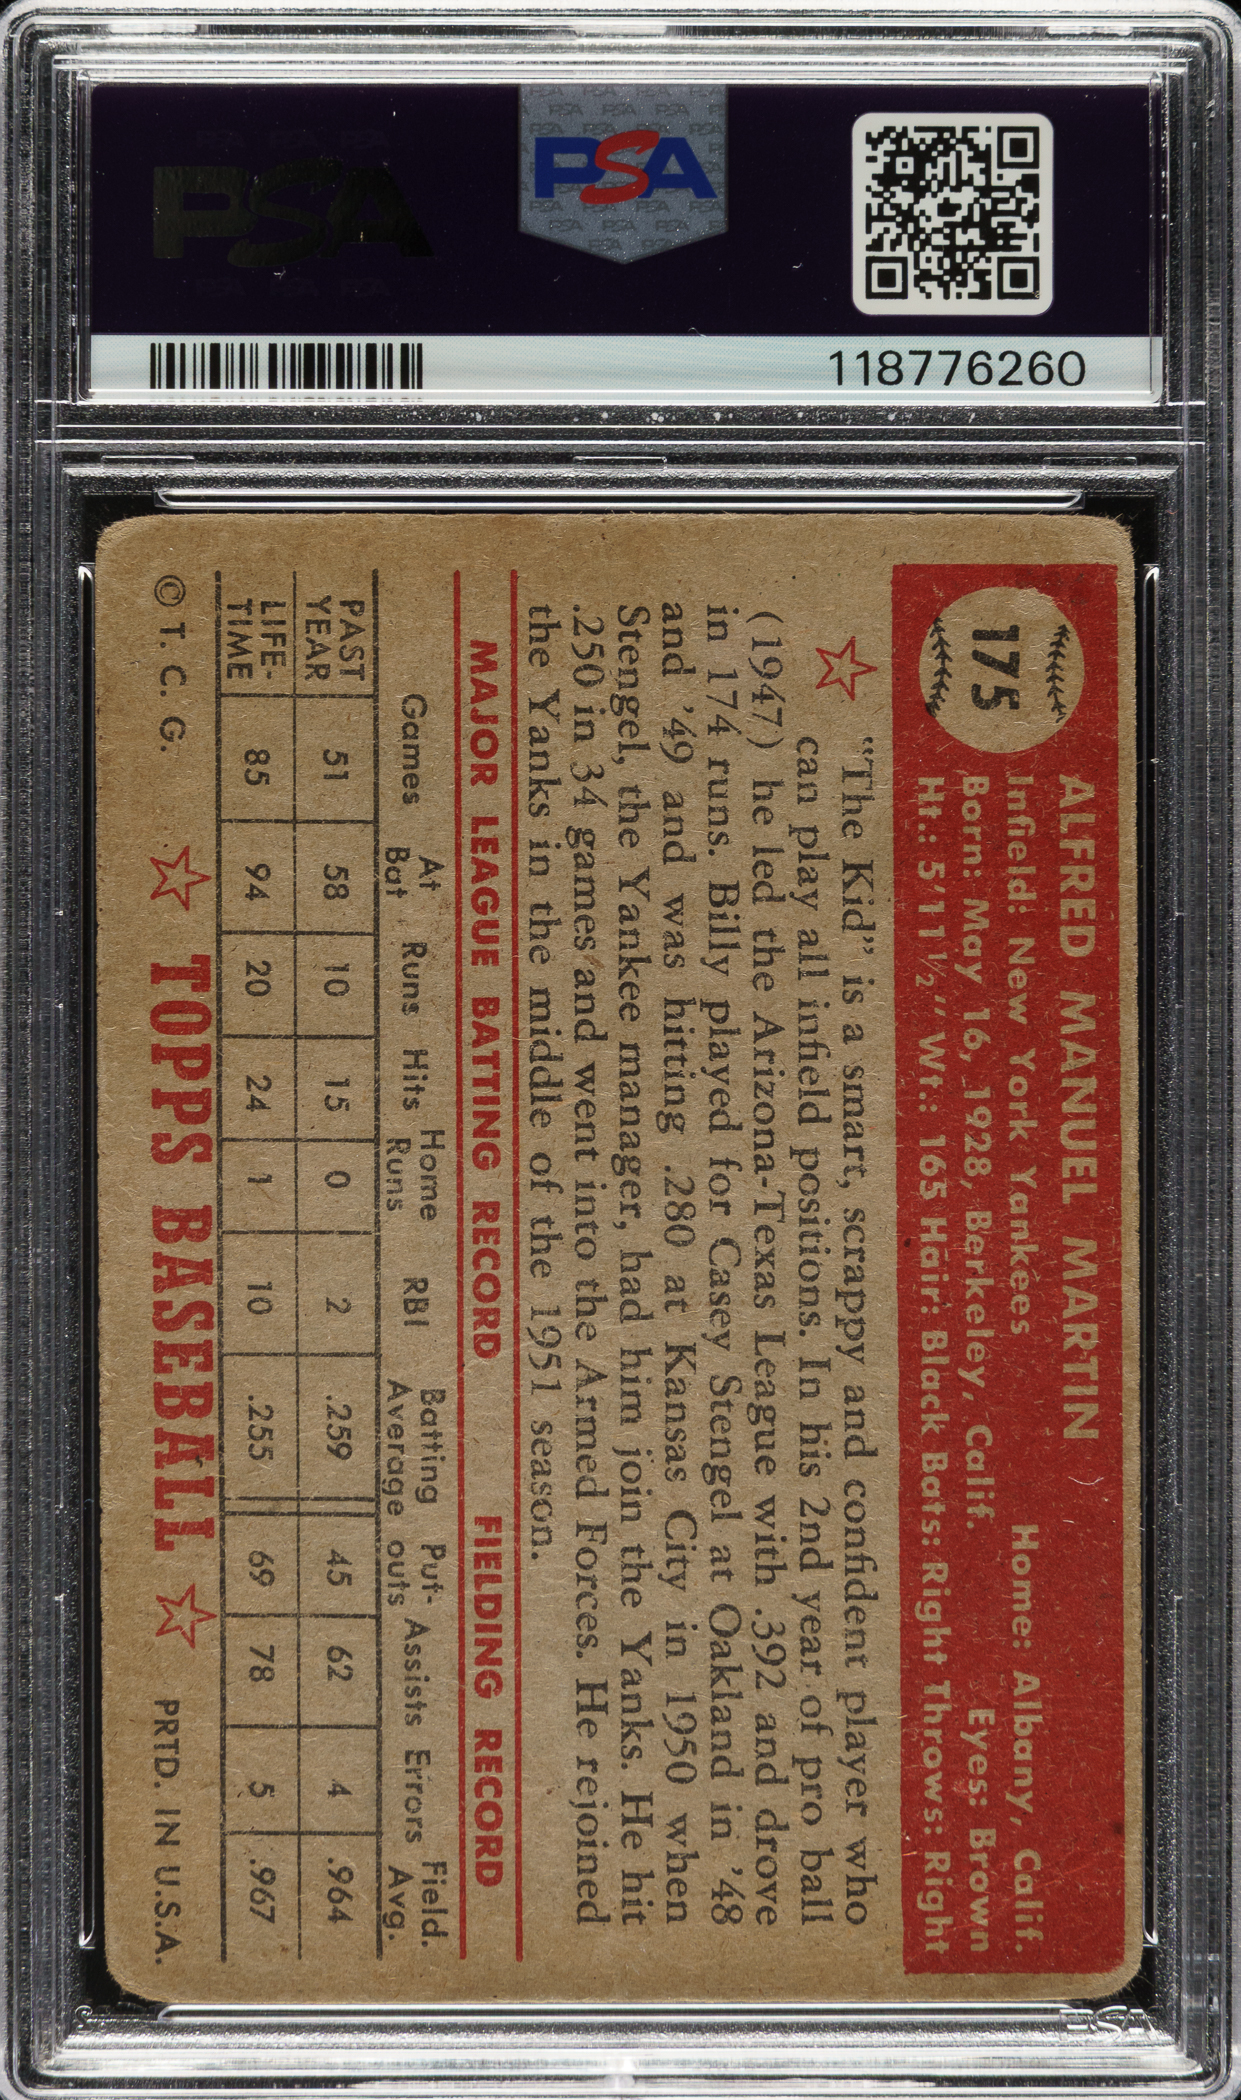 PSA
PSA
118776260
175
ALFRED MANUEL MARTIN
Infield: New York Yankees Home: Albany, Calif.
Born: May 16, 1928, Berkeley, Calif. Eyes: Brown
Ht.: 5'11½" Wt.: 165 Hair: Black Bats: Right Throws: Right
"The Kid" is a smart, scrappy and confident player who
can play all infield positions. In his 2nd year of pro ball
(1947) he led the Arizona-Texas League with .392 and drove
in 174 runs. Billy played for Casey Stengel at Oakland in '48
and '49 and was hitting .280 at Kansas City in 1950 when
Stengel, the Yankee manager, had him join the Yanks. He hit
.250 in 34 games and went into the Armed Forces. He rejoined
the Yanks in the middle of the 1951 season.
MAJOR LEAGUE BATTING RECORD FIELDING RECORD
Games At Bat Runs Hits Home Runs RBI Batting Average Put-outs Assists Errors Field. Avg.
PAST YEAR 51 58 10 15 0 2 .259 45 62 4 .964
LIFE-TIME 85 94 20 24 1 10 .255 69 78 5 .967
© T. C. G. TOPPS BASEBALL PRTD. IN U.S.A.
PSA